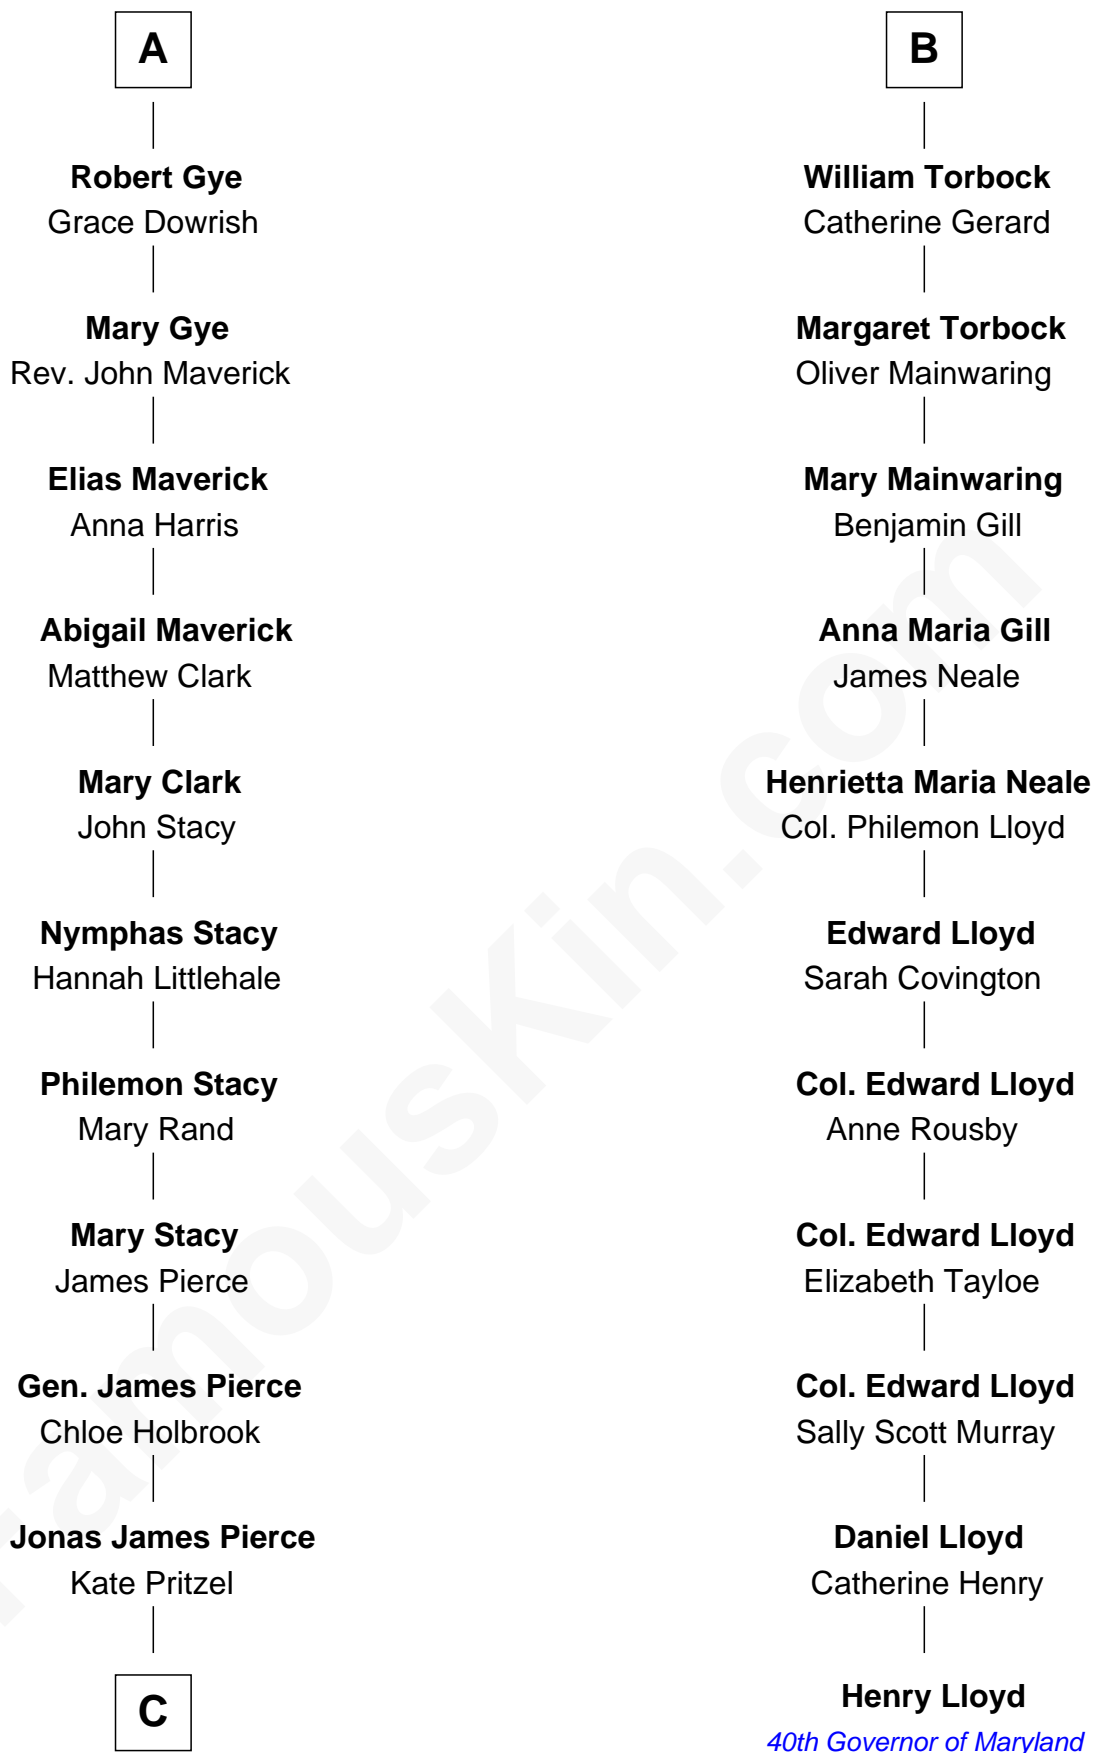 A
Robert Gye
Grace Dowrish
Mary Gye
Rev. John Maverick
Elias Maverick
Anna Harris
Abigail Maverick
Matthew Clark
Mary Clark
John Stacy
Nymphas Stacy
Hannah Littlehale
Philemon Stacy
Mary Rand
Mary Stacy
James Pierce
Gen. James Pierce
Chloe Holbrook
Jonas James Pierce
Kate Pritzel
C
B
William Torbock
Catherine Gerard
Margaret Torbock
Oliver Mainwaring
Mary Mainwaring
Benjamin Gill
Anna Maria Gill
James Neale
Henrietta Maria Neale
Col. Philemon Lloyd
Edward Lloyd
Sarah Covington
Col. Edward Lloyd
Anne Rousby
Col. Edward Lloyd
Elizabeth Tayloe
Col. Edward Lloyd
Sally Scott Murray
Daniel Lloyd
Catherine Henry
Henry Lloyd
40th Governor of Maryland
FamousKin.com